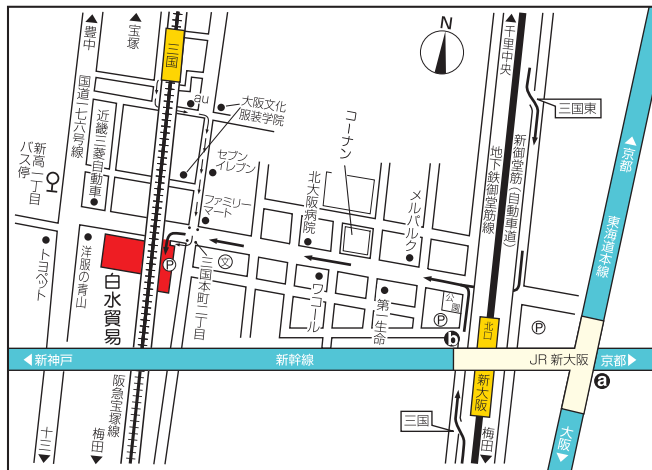 豊中
宝塚
三国
N
千里中央
三国東
国道一七六号線
近畿三菱自動車
新高一丁目
バス停
au
大阪文化
服装学院
セブン
イレブン
ファミリー
マート
コーナン
北大阪病院
メルパルク
地下鉄御堂筋線
新御堂筋(自動車道)
京都
東海道本線
トヨペット
洋服の青山
白水貿易
P
文
三国本町二丁目
ワコール
第一生命
公園
P
P
北口
b
新神戸
新幹線
JR 新大阪
京都
a
新大阪
三国
十三
阪急宝塚線
梅田
梅田
大阪